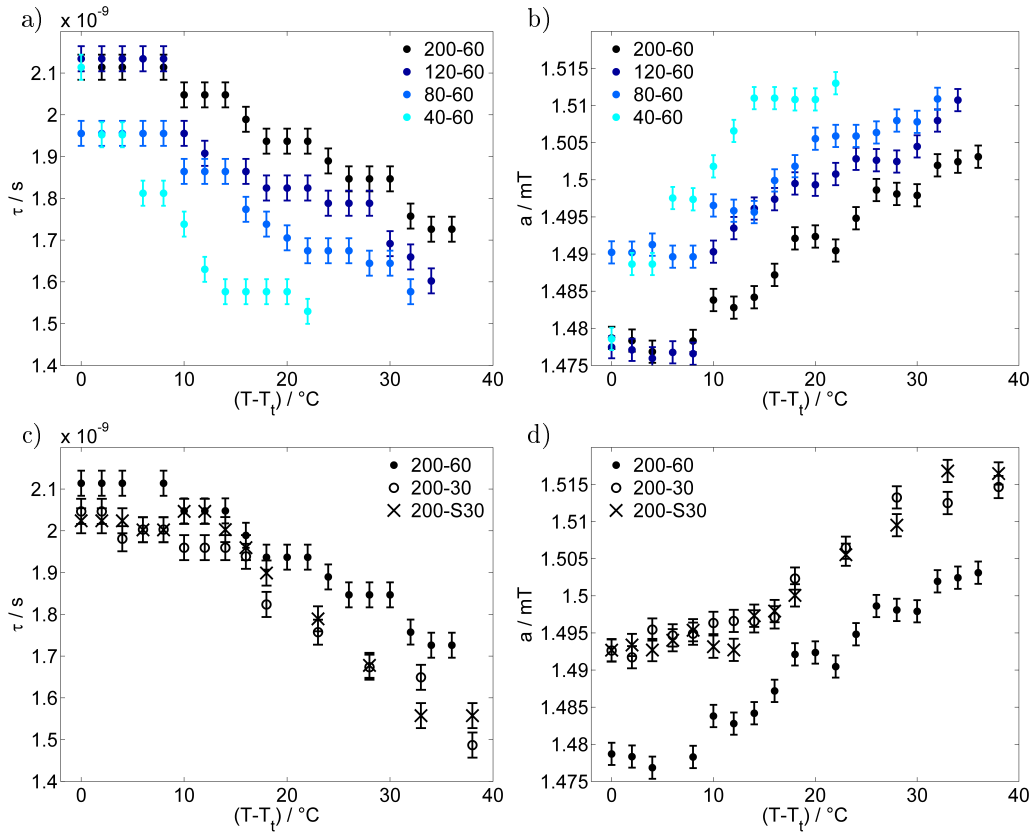 a)
x 10⁻⁹
2.1
2
1.9
1.8
1.7
1.6
1.5
1.4
τ / s
0 10 20 30 40
(T-Tₜ) / °C
200-60
120-60
80-60
40-60
b)
1.515
1.51
1.505
1.5
1.495
1.49
1.485
1.48
1.475
a / mT
0 10 20 30 40
(T-Tₜ) / °C
200-60
120-60
80-60
40-60
c)
x 10⁻⁹
2.1
2
1.9
1.8
1.7
1.6
1.5
1.4
τ / s
0 10 20 30 40
(T-Tₜ) / °C
200-60
200-30
200-S30
d)
1.515
1.51
1.505
1.5
1.495
1.49
1.485
1.48
1.475
a / mT
0 10 20 30 40
(T-Tₜ) / °C
200-60
200-30
200-S30